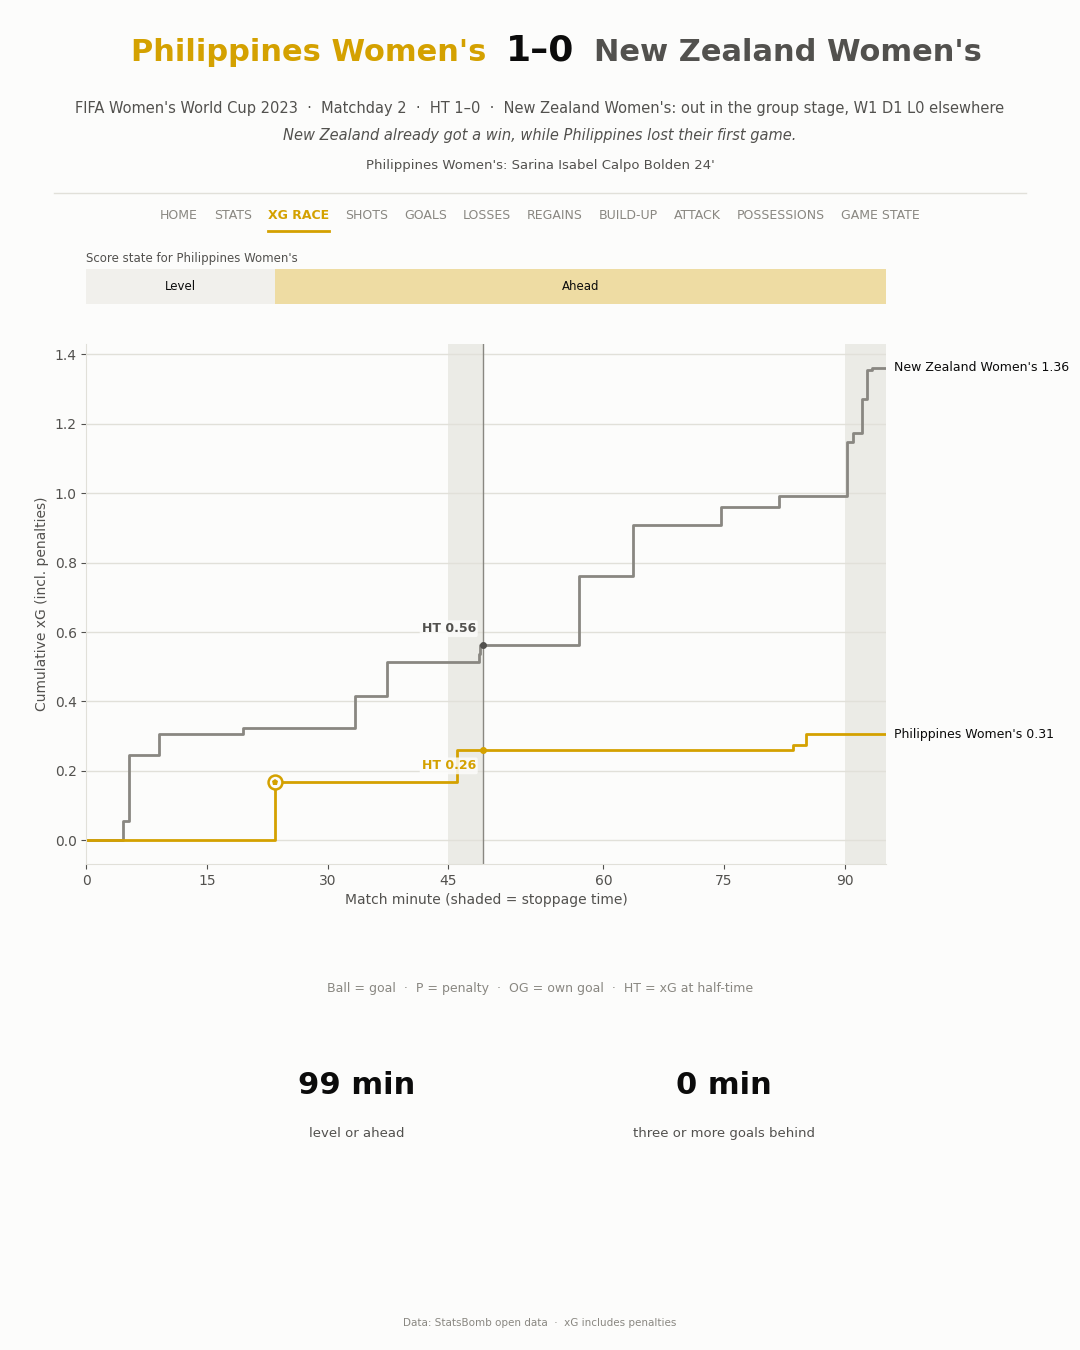 Philippines Women's 1–0 New Zealand Women's
FIFA Women's World Cup 2023 · Matchday 2 · HT 1–0 · New Zealand Women's: out in the group stage, W1 D1 L0 elsewhere
New Zealand already got a win, while Philippines lost their first game.
Philippines Women's: Sarina Isabel Calpo Bolden 24'
HOME STATS XG RACE SHOTS GOALS LOSSES REGAINS BUILD-UP ATTACK POSSESSIONS GAME STATE
Score state for Philippines Women's
Level Ahead
1.4
New Zealand Women's 1.36
1.2
1.0
0.8
HT 0.56
0.6
Cumulative xG (incl. penalties)
0.4
Philippines Women's 0.31
HT 0.26
0.2
0.0
0 15 30 45 60 75 90
Match minute (shaded = stoppage time)
Ball = goal · P = penalty · OG = own goal · HT = xG at half-time
99 min 0 min
level or ahead three or more goals behind
Data: StatsBomb open data · xG includes penalties